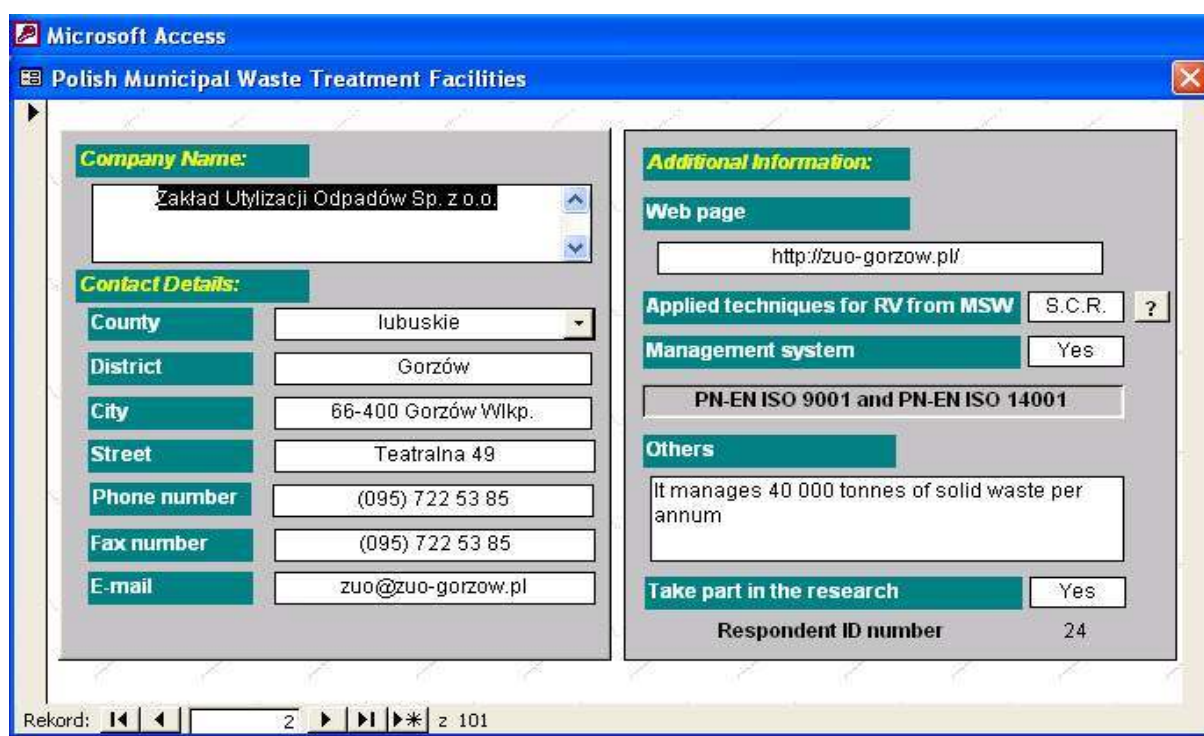 Microsoft Access
Polish Municipal Waste Treatment Facilities
Company Name:
Zakład Utylizacji Odpadów Sp. z o.o.
Contact Details:
County lubuskie
District Gorzów
City 66-400 Gorzów Wlkp.
Street Teatralna 49
Phone number (095) 722 53 85
Fax number (095) 722 53 85
E-mail zuo@zuo-gorzow.pl
Additional Information:
Web page
http://zuo-gorzow.pl/
Applied techniques for RV from MSW S.C.R. ?
Management system Yes
PN-EN ISO 9001 and PN-EN ISO 14001
Others
It manages 40 000 tonnes of solid waste per
annum
Take part in the research Yes
Respondent ID number 24
Rekord: 2 z 101